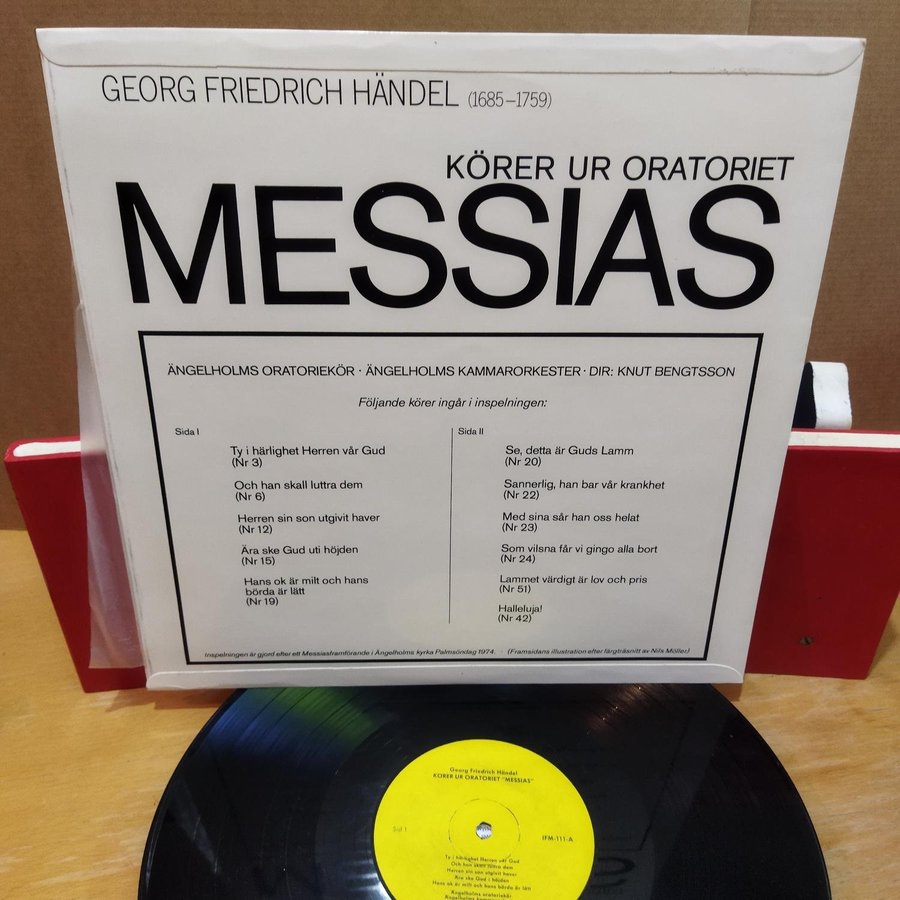 GEORG FRIEDRICH HÄNDEL (1685–1759)
KÖRER UR ORATORIET
MESSIAS
ÄNGELHOLMS ORATORIEKÖR · ÄNGELHOLMS KAMMARORKESTER · DIR: KNUT BENGTSSON
Följande körer ingår i inspelningen:
Sida I
Ty i härlighet Herren vår Gud
(Nr 3)
Och han skall luttra dem
(Nr 6)
Herren sin son utgivit haver
(Nr 12)
Ära ske Gud uti höjden
(Nr 15)
Hans ok är milt och hans
börda är lätt
(Nr 19)
Sida II
Se, detta är Guds Lamm
(Nr 20)
Sannerlig, han bar vår krankhet
(Nr 22)
Med sina sår han oss helat
(Nr 23)
Som vilsna får vi gingo alla bort
(Nr 24)
Lammet värdigt är lov och pris
(Nr 51)
Halleluja!
(Nr 42)
Inspelningen är gjord efter ett Messiasframförande i Ängelholms kyrka Palmsöndag 1974. · (Framsidans illustration efter färgträsnitt av Nils Möller)
Georg Friedrich Händel
KÖRER UR ORATORIET "MESSIAS"
Sid 1
IFM-111-A
Ty i härlighet Herren vår Gud
Och han skall luttra dem
Herren sin son utgivit haver
Ära ske Gud i höjden
Hans ok är milt och hans börda är lätt
Ängelholms oratoriekör